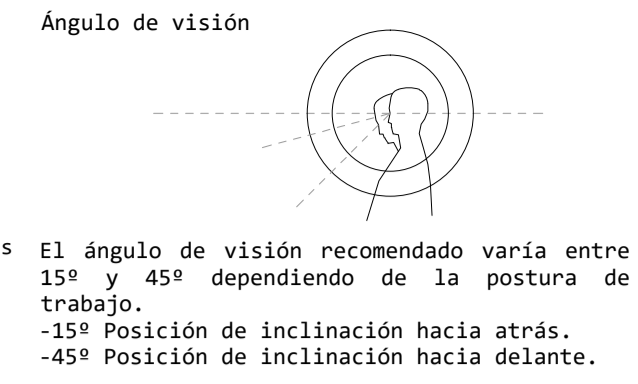 Ángulo de visión
s El ángulo de visión recomendado varía entre
15º y 45º dependiendo de la postura de
trabajo.
-15º Posición de inclinación hacia atrás.
-45º Posición de inclinación hacia delante.